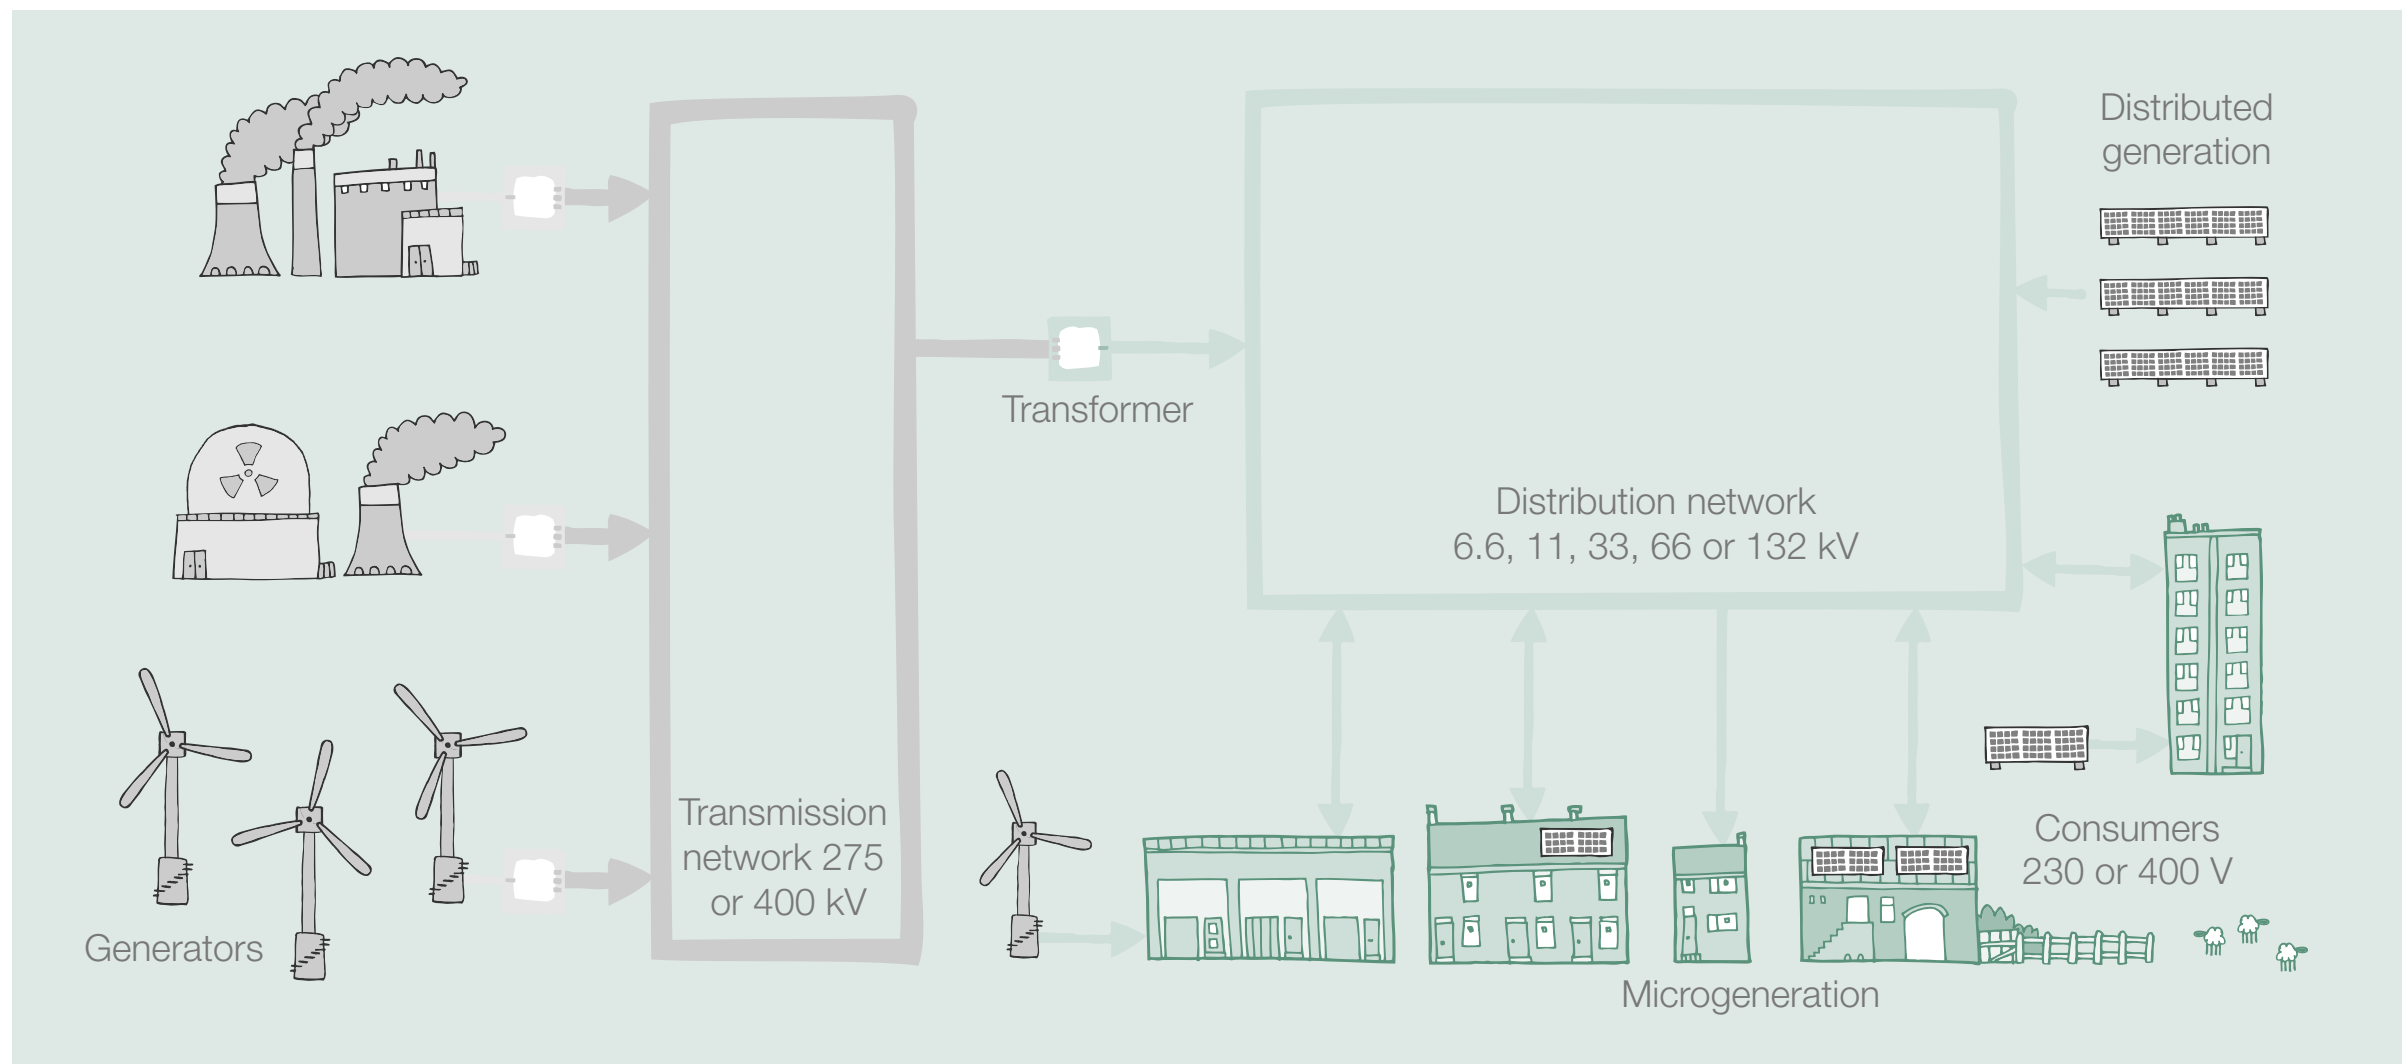 Distributed
generation
Transformer
Distribution network
6.6, 11, 33, 66 or 132 kV
Transmission
network 275
or 400 kV
Consumers
230 or 400 V
Generators
Microgeneration